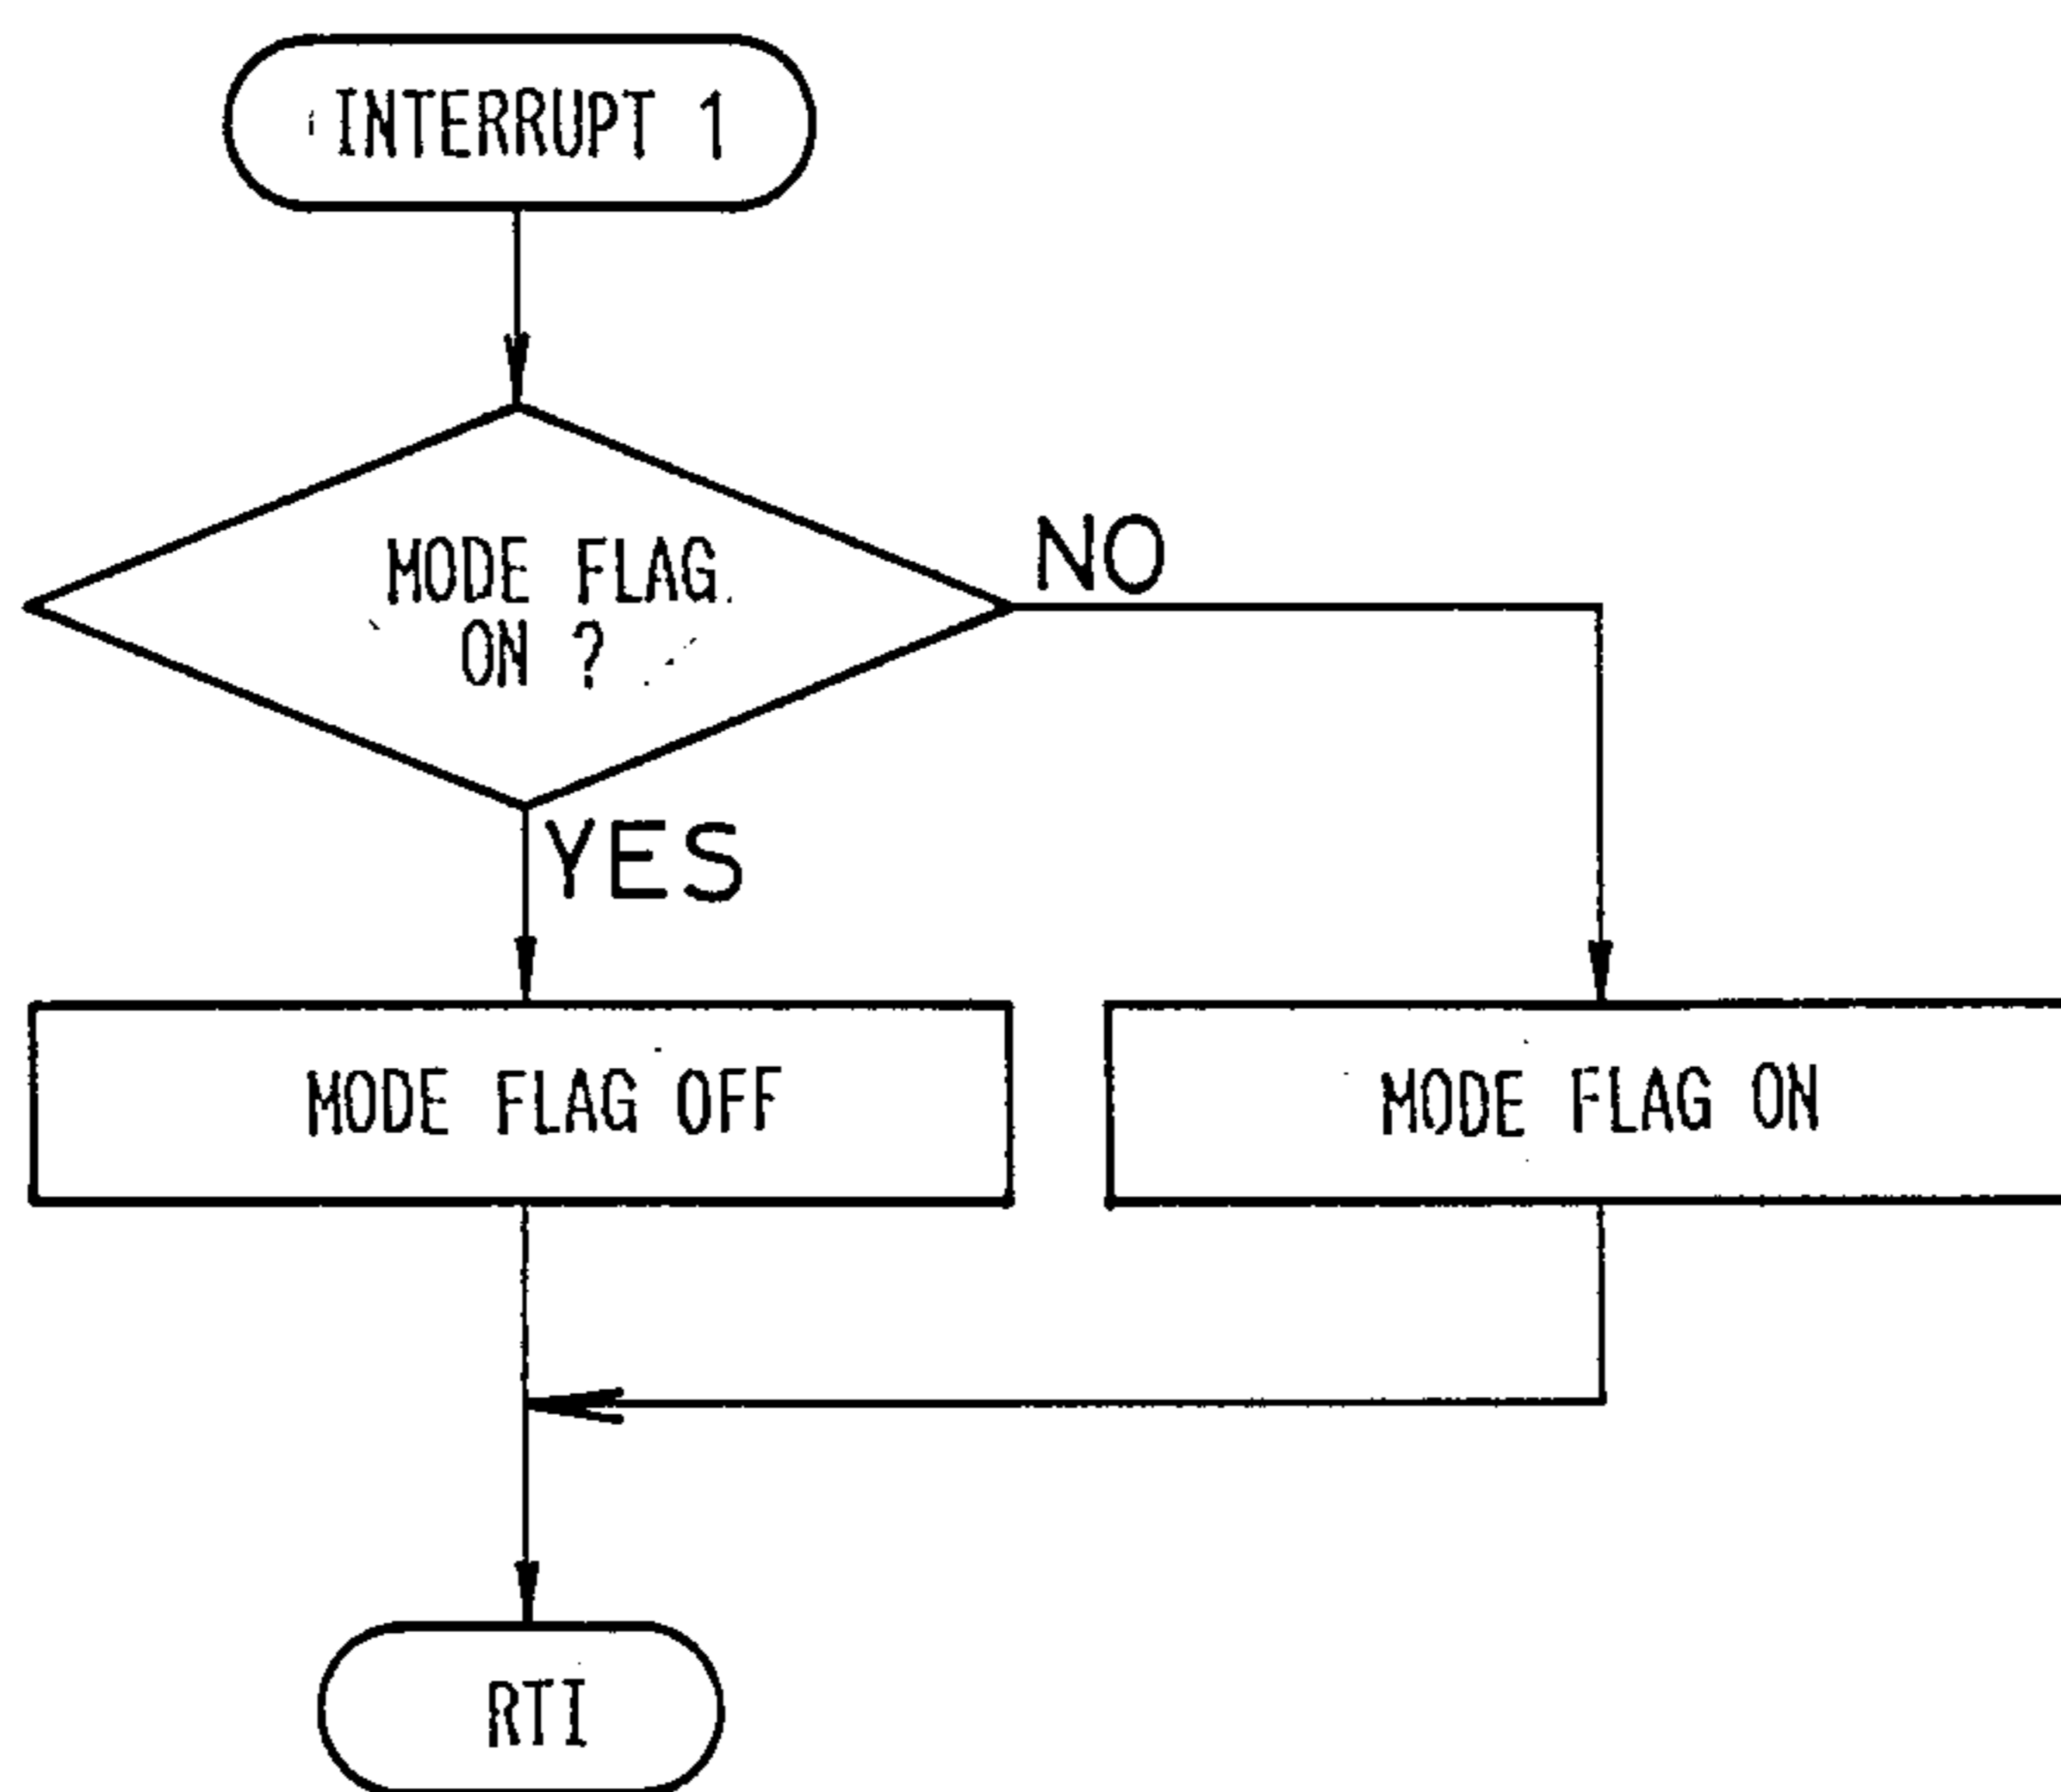 INTERRUPT 1
MODE FLAG
ON ?
NO
YES
MODE FLAG OFF
MODE FLAG ON
RTI